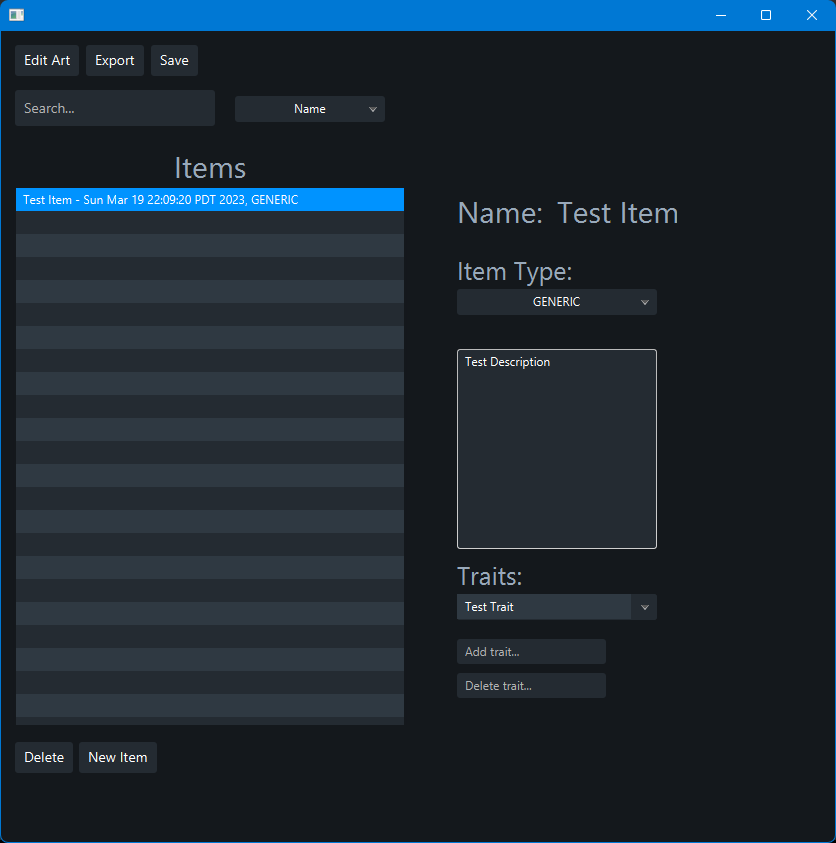 Edit Art Export Save
Search... Name
Items
Test Item - Sun Mar 19 22:09:20 PDT 2023, GENERIC
Name: Test Item
Item Type:
GENERIC
Test Description
Traits:
Test Trait
Add trait...
Delete trait...
Delete New Item